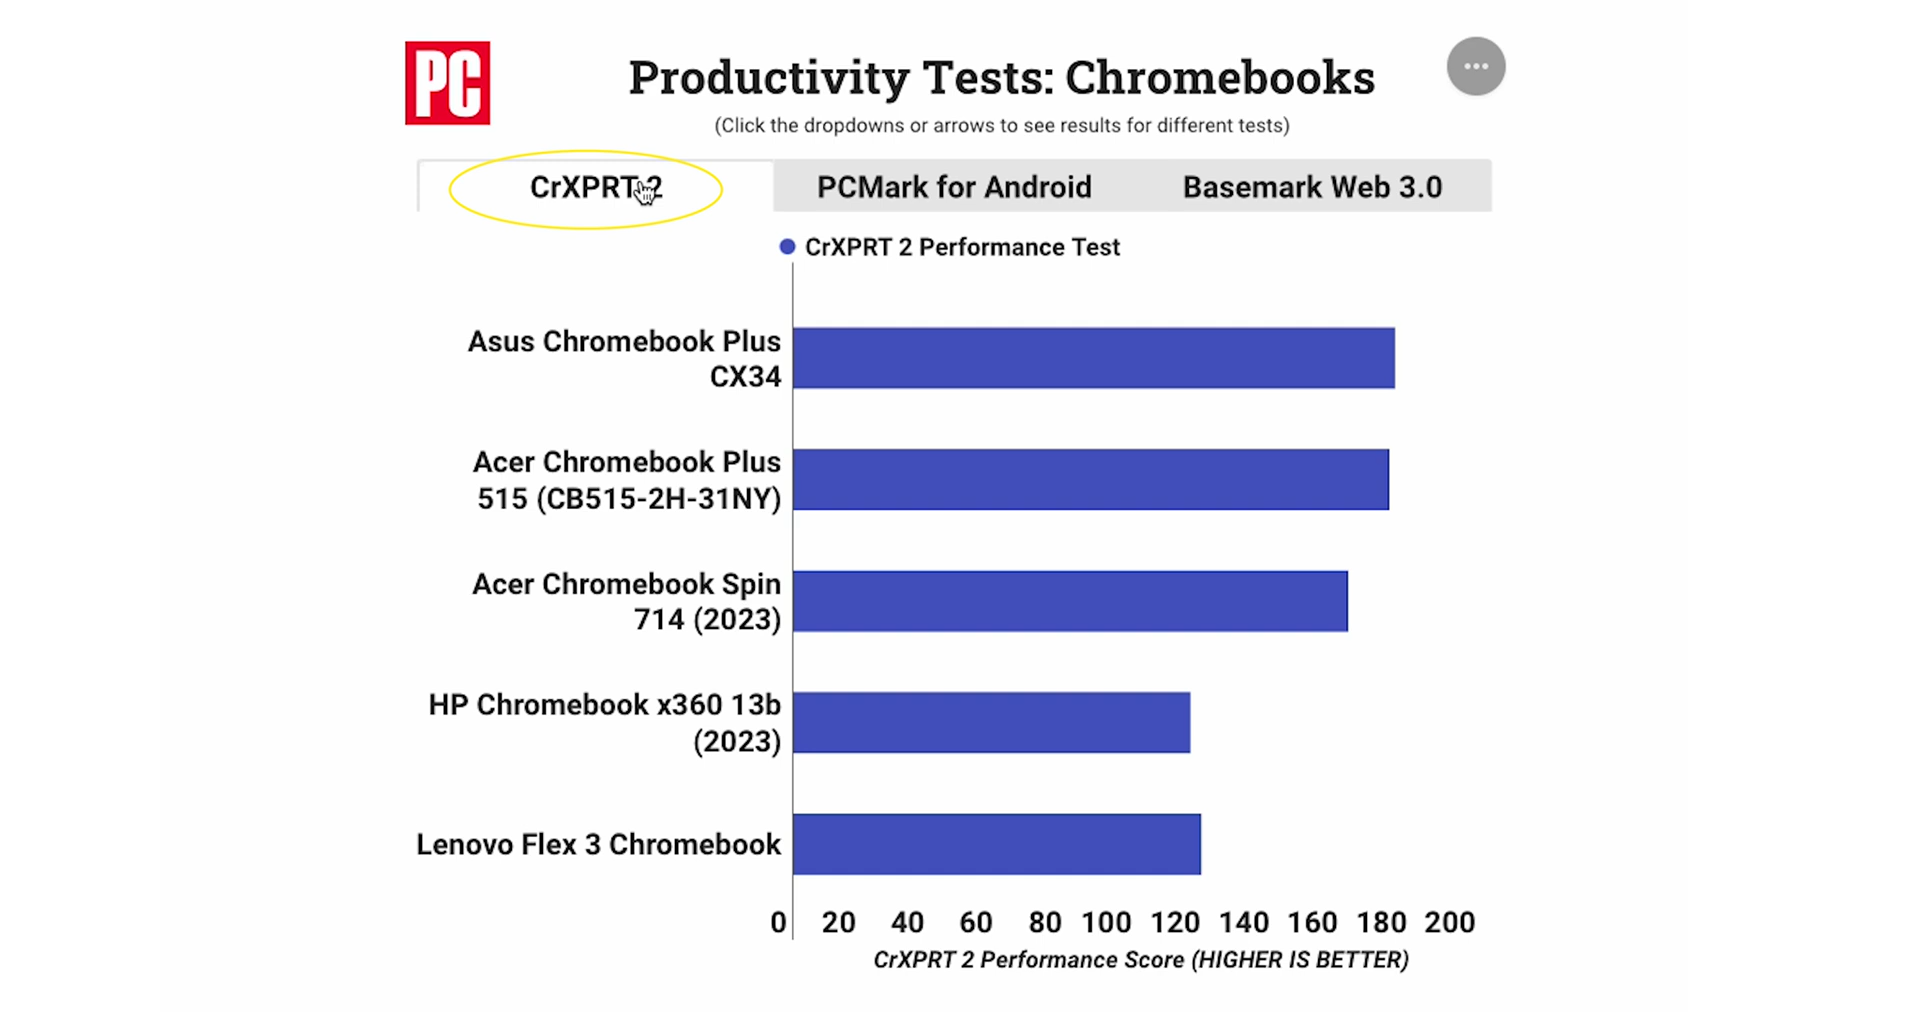 PC
Productivity Tests: Chromebooks
(Click the dropdowns or arrows to see results for different tests)
CrXPRT 2
PCMark for Android
Basemark Web 3.0
CrXPRT 2 Performance Test
Asus Chromebook Plus
CX34
Acer Chromebook Plus
515 (CB515-2H-31NY)
Acer Chromebook Spin
714 (2023)
HP Chromebook x360 13b
(2023)
Lenovo Flex 3 Chromebook
0 20 40 60 80 100 120 140 160 180 200
CrXPRT 2 Performance Score (HIGHER IS BETTER)